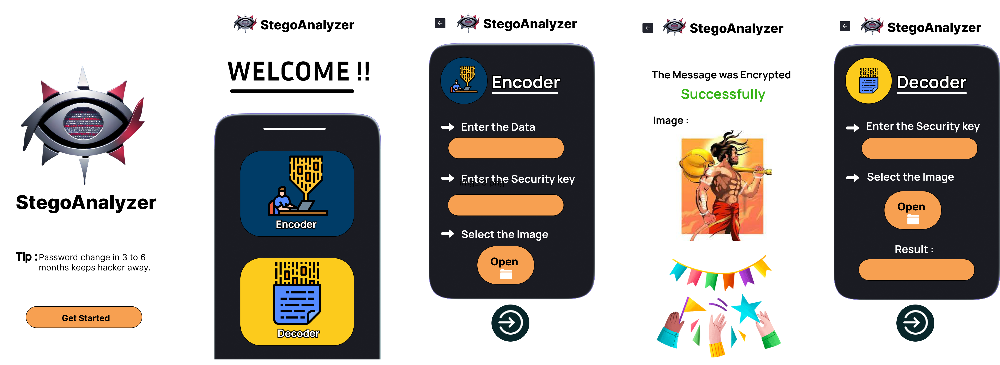 StegoAnalyzer
Tip : Password change in 3 to 6
months keeps hacker away.
Get Started
StegoAnalyzer
WELCOME !!
Encoder
Decoder
StegoAnalyzer
Encoder
Enter the Data
Enter the Security key
img_13.png
Select the Image
Open
StegoAnalyzer
The Message was Encrypted
Successfully
Image :
StegoAnalyzer
Decoder
Enter the Security key
Select the Image
Open
Result :